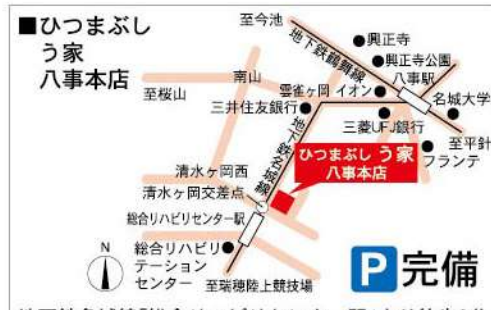 ■ひつまぶし
う家
八事本店
至今池
地下鉄鶴舞線
興正寺
興正寺公園
八事駅
南山
雲雀ヶ岡
イオン
至桜山
三井住友銀行
名城大学
三菱UFJ銀行
至平針
フランテ
地下鉄名城線
ひつまぶし う家
八事本店
清水ヶ岡西
清水ヶ岡交差点
総合リハビリセンター駅
N
総合リハビリ
テーション
センター
至瑞穂陸上競技場
P完備